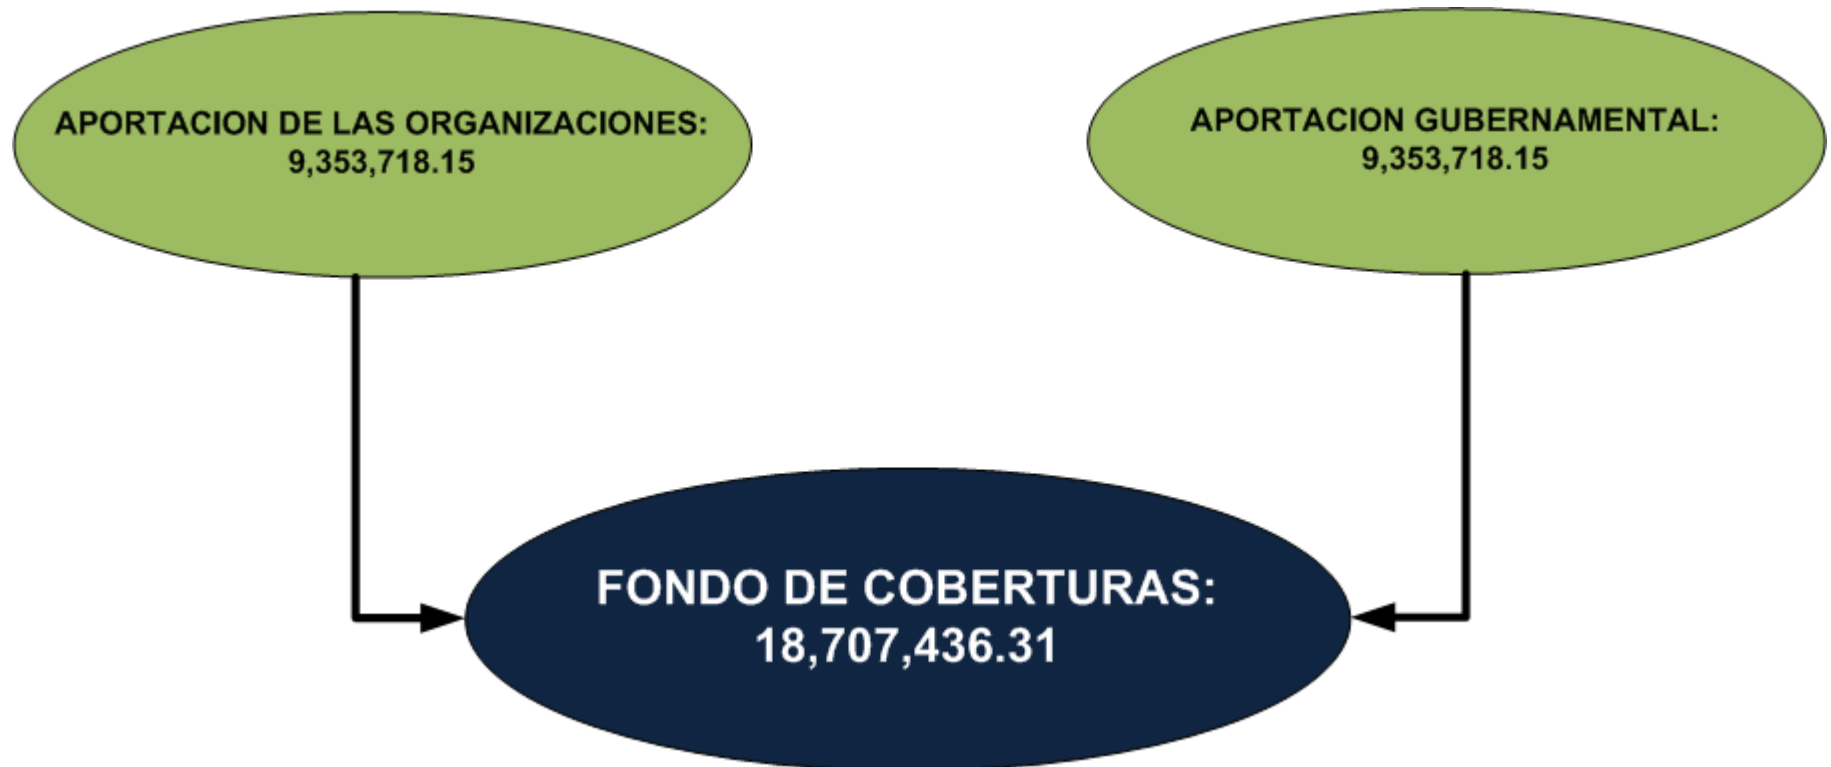 APORTACION DE LAS ORGANIZACIONES:
9,353,718.15
APORTACION GUBERNAMENTAL:
9,353,718.15
FONDO DE COBERTURAS:
18,707,436.31